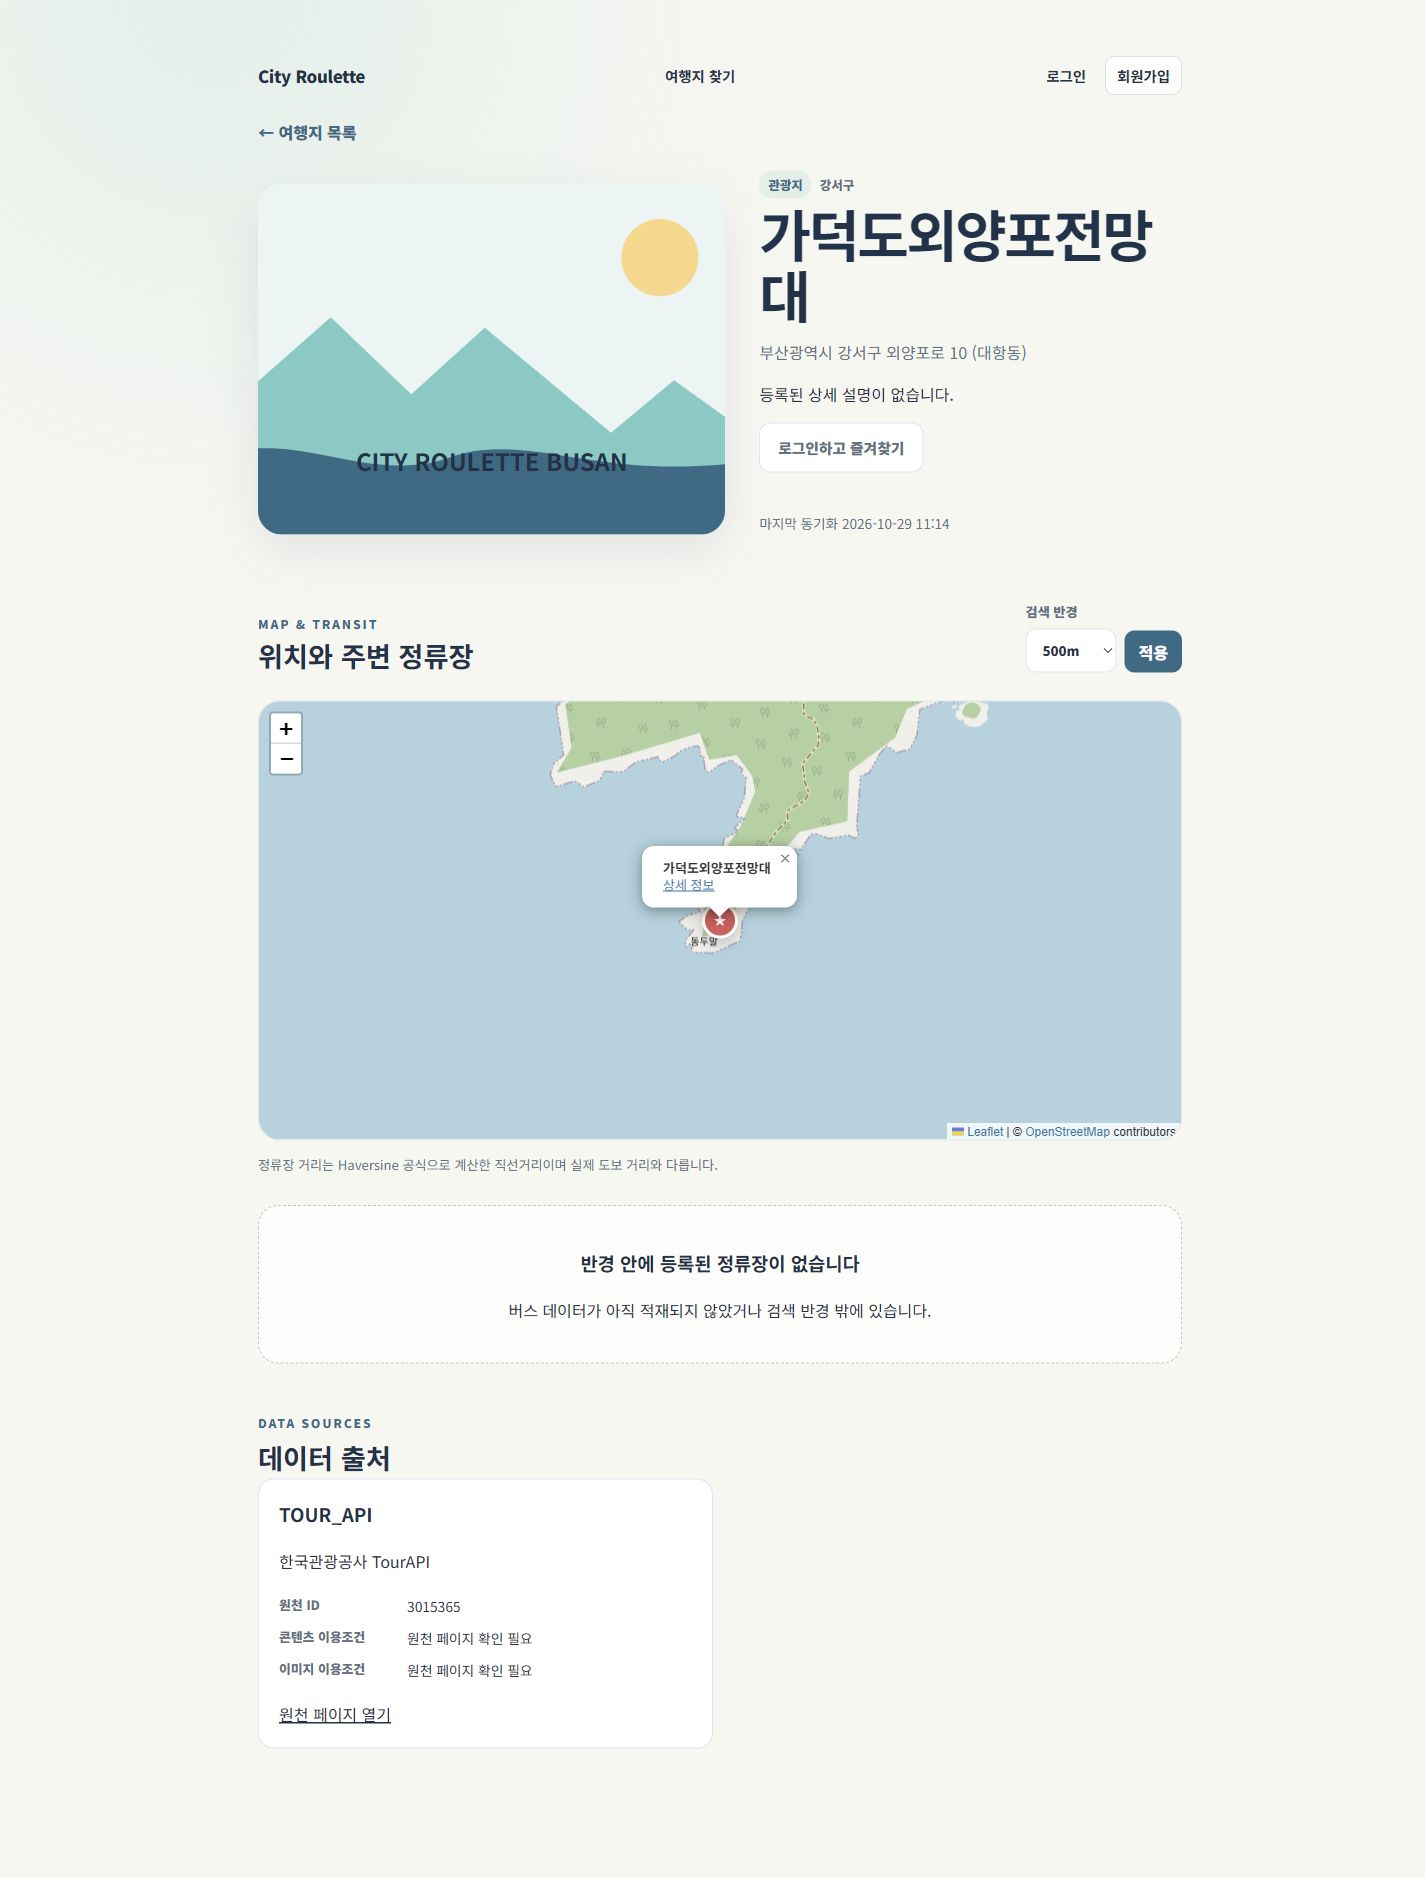 City Roulette
여행지 찾기
로그인
회원가입
← 여행지 목록
CITY ROULETTE BUSAN
관광지 강서구
가덕도외양포전망
대
부산광역시 강서구 외양포로 10 (대항동)
등록된 상세 설명이 없습니다.
로그인하고 즐겨찾기
마지막 동기화 2026-10-29 11:14
MAP & TRANSIT
위치와 주변 정류장
검색 반경
500m
적용
+
−
가덕도외양포전망대
×
상세 정보
동두말
Leaflet | © OpenStreetMap contributors
정류장 거리는 Haversine 공식으로 계산한 직선거리이며 실제 도보 거리와 다릅니다.
반경 안에 등록된 정류장이 없습니다
버스 데이터가 아직 적재되지 않았거나 검색 반경 밖에 있습니다.
DATA SOURCES
데이터 출처
TOUR_API
한국관광공사 TourAPI
원천 ID 3015365
콘텐츠 이용조건 원천 페이지 확인 필요
이미지 이용조건 원천 페이지 확인 필요
원천 페이지 열기